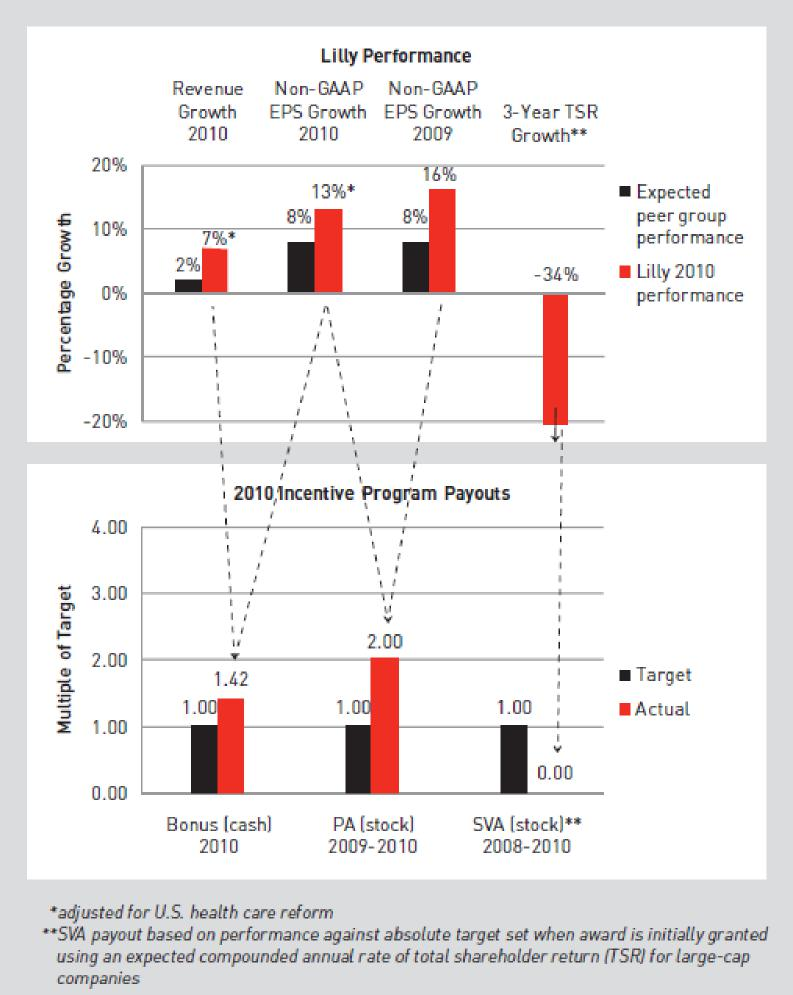 Lilly Performance
Revenue
Growth
2010
Non-GAAP
EPS Growth
2010
Non-GAAP
EPS Growth
2009
3-Year TSR
Growth**
Percentage Growth
20%
10%
0%
-10%
-20%
2%
7%*
8%
13%*
8%
16%
-34%
Expected
peer group
performance
Lilly 2010
performance
2010 Incentive Program Payouts
Multiple of Target
4.00
3.00
2.00
1.00
0.00
1.00
1.42
1.00
2.00
1.00
0.00
Target
Actual
Bonus (cash)
2010
PA (stock)
2009-2010
SVA (stock)**
2008-2010
*adjusted for U.S. health care reform
**SVA payout based on performance against absolute target set when award is initially granted
using an expected compounded annual rate of total shareholder return (TSR) for large-cap
companies